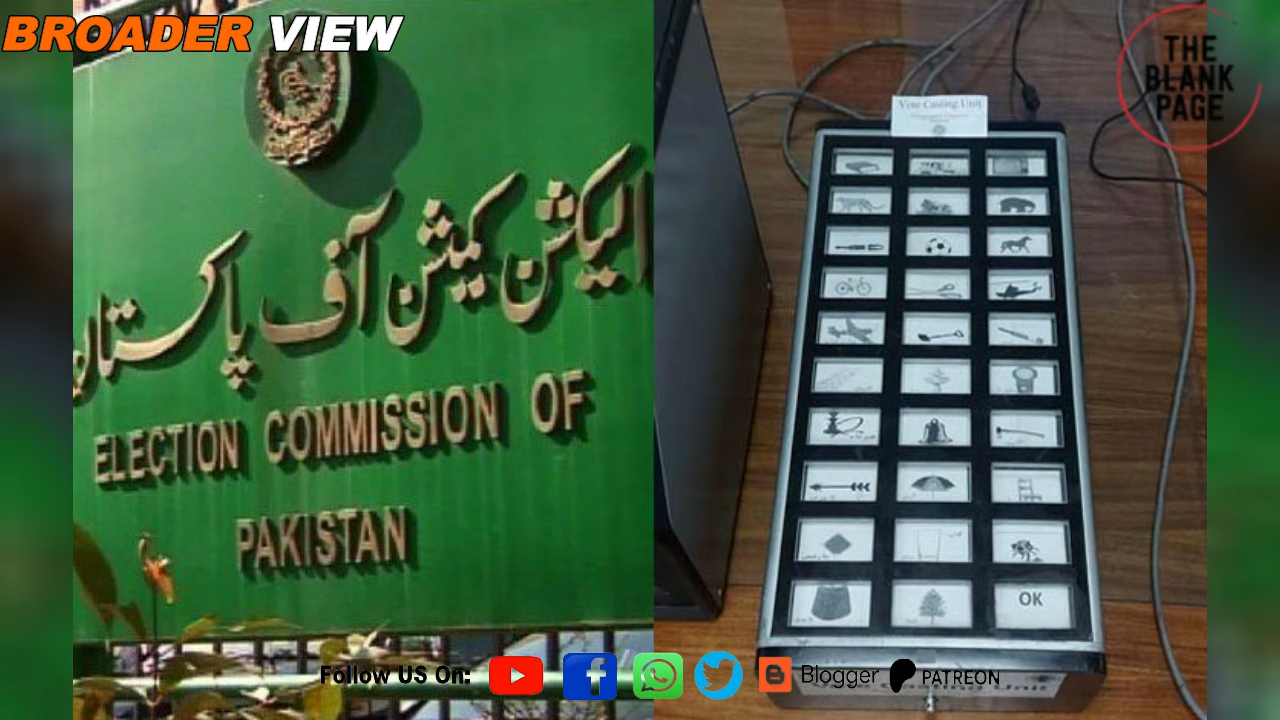 BROADER VIEW
THE
BLANK
PAGE
الیکشن کمیشن آف پاکستان
ELECTION COMMISSION OF
PAKISTAN
Vote Casting Unit
OK
Follow US On:
Blogger
PATREON